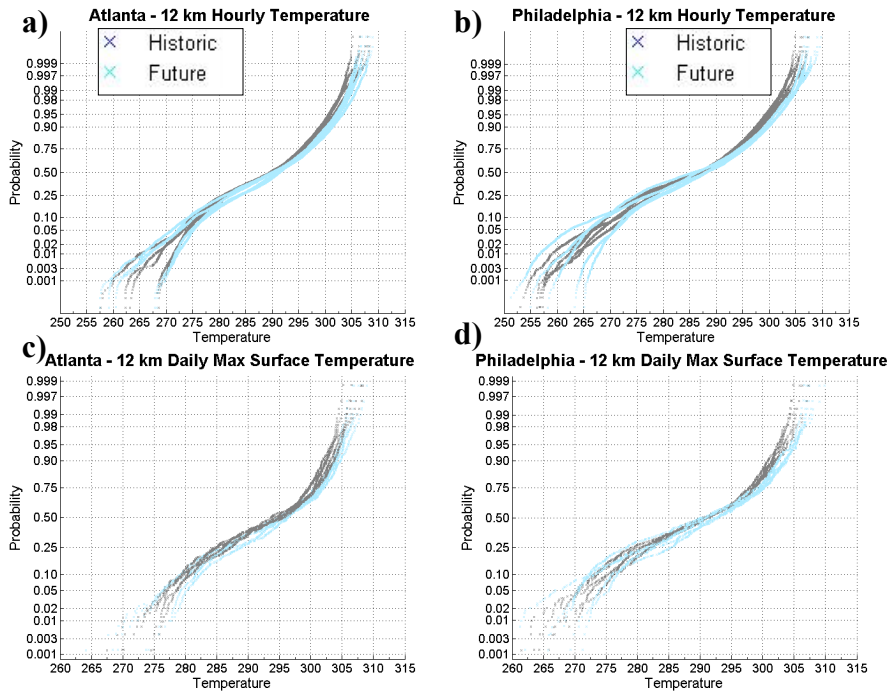 a)
Atlanta - 12 km Hourly Temperature
Historic
Future
Probability
0.999
0.997
0.99
0.98
0.95
0.90
0.75
0.50
0.25
0.10
0.05
0.02
0.01
0.003
0.001
250 255 260 265 270 275 280 285 290 295 300 305 310 315
Temperature
b)
Philadelphia - 12 km Hourly Temperature
Historic
Future
Probability
0.999
0.997
0.99
0.98
0.95
0.90
0.75
0.50
0.25
0.10
0.05
0.02
0.01
0.003
0.001
250 255 260 265 270 275 280 285 290 295 300 305 310 315
Temperature
c)
Atlanta - 12 km Daily Max Surface Temperature
Probability
0.999
0.997
0.99
0.98
0.95
0.90
0.75
0.50
0.25
0.10
0.05
0.02
0.01
0.003
0.001
260 265 270 275 280 285 290 295 300 305 310 315
Temperature
d)
Philadelphia - 12 km Daily Max Surface Temperature
Probability
0.999
0.997
0.99
0.98
0.95
0.90
0.75
0.50
0.25
0.10
0.05
0.02
0.01
0.003
0.001
260 265 270 275 280 285 290 295 300 305 310 315
Temperature